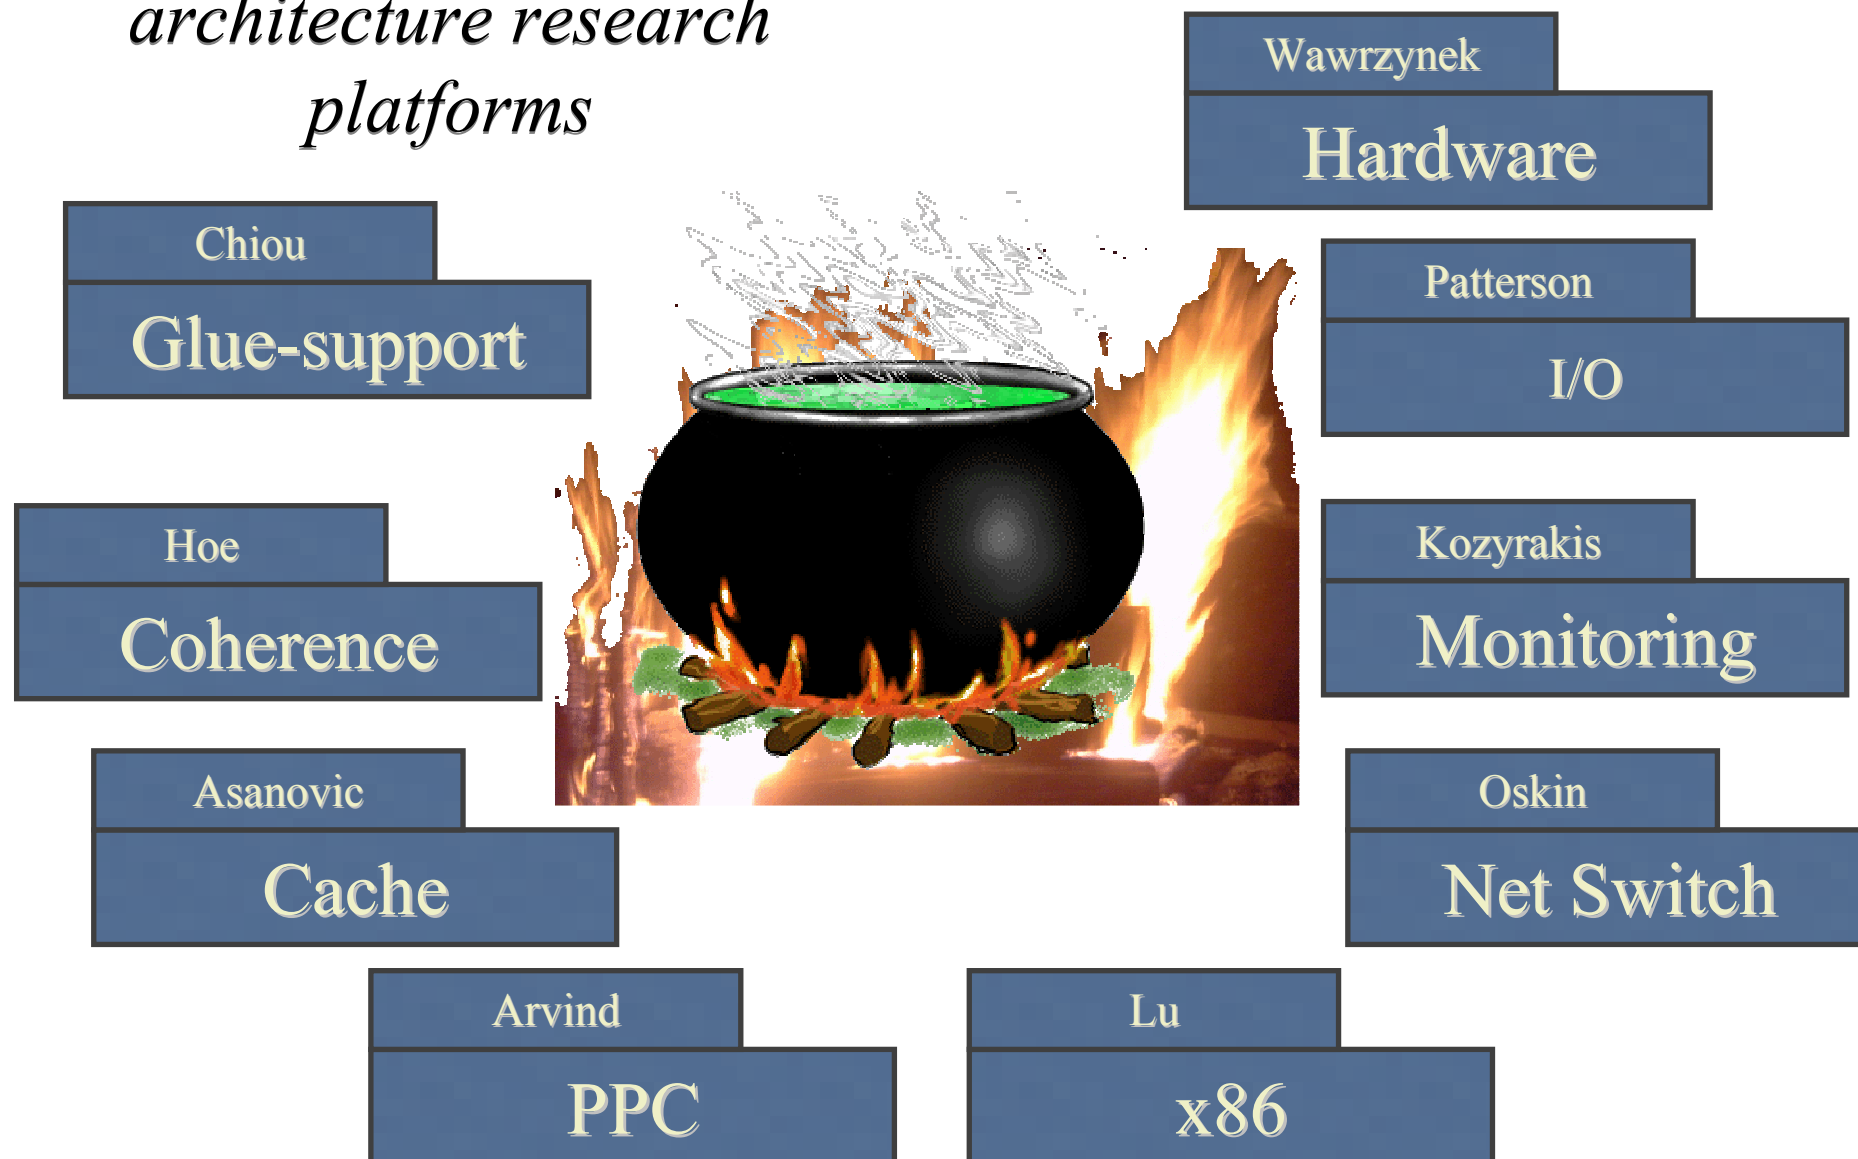 architecture research
platforms
Wawrzynek
Hardware
Chiou
Glue-support
Patterson
I/O
Hoe
Coherence
Kozyrakis
Monitoring
Asanovic
Cache
Oskin
Net Switch
Arvind
PPC
Lu
x86